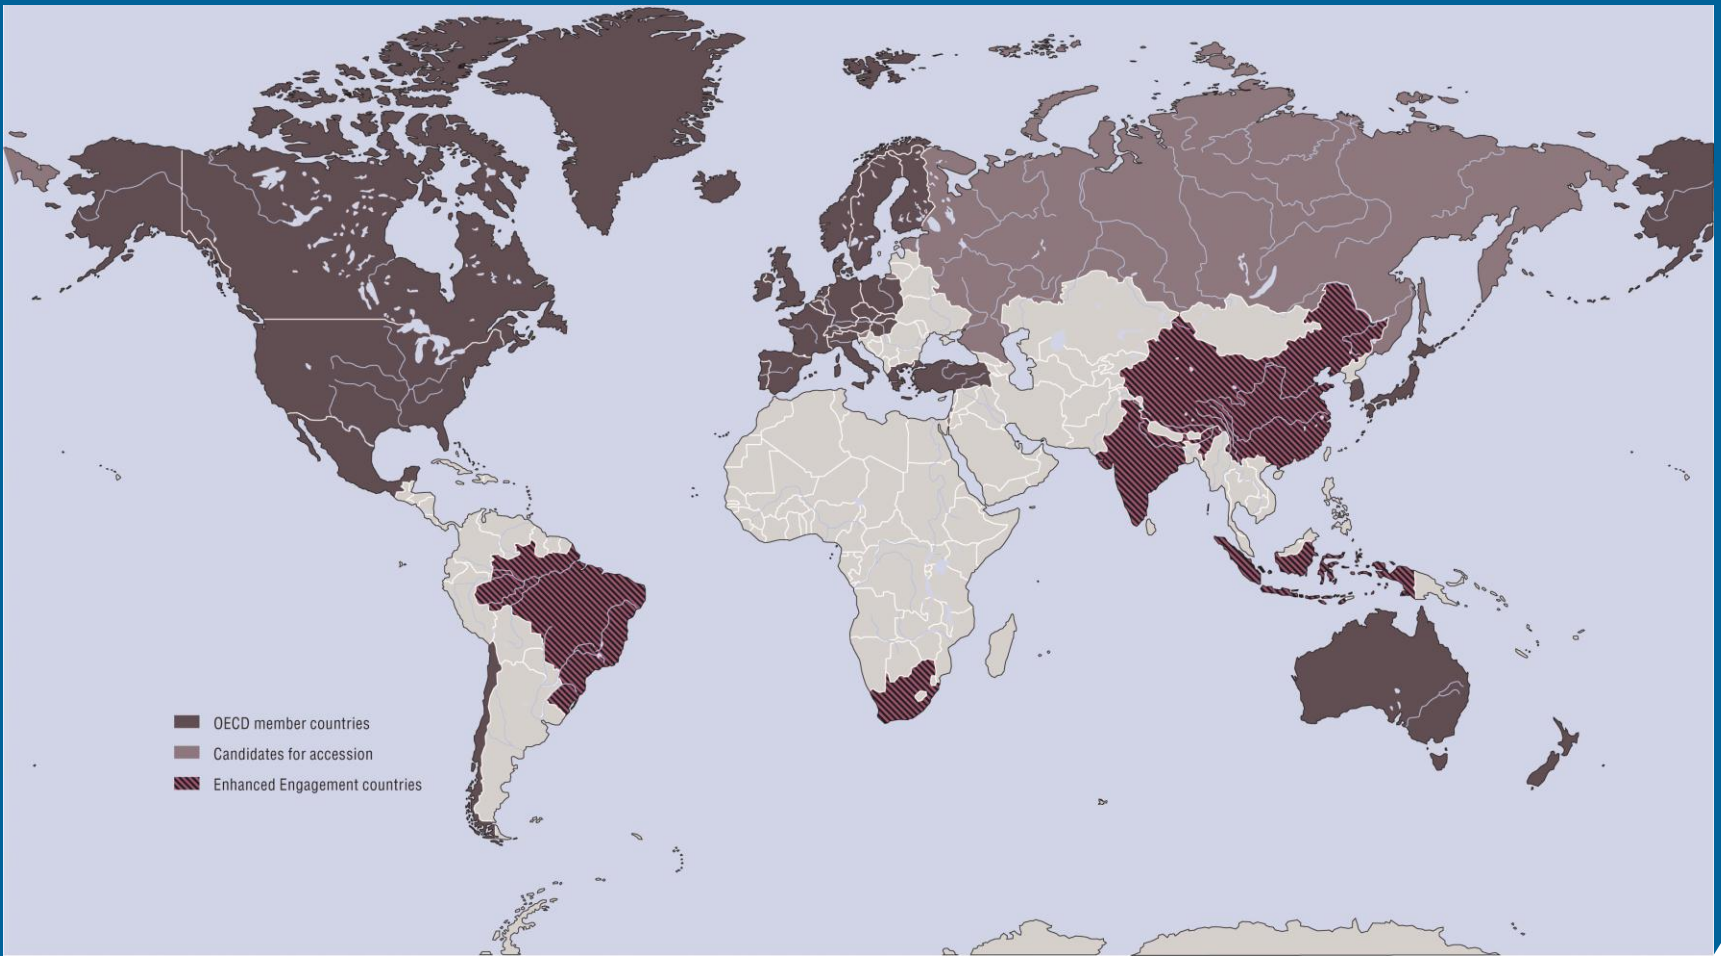 OECD member countries
Candidates for accession
Enhanced Engagement countries